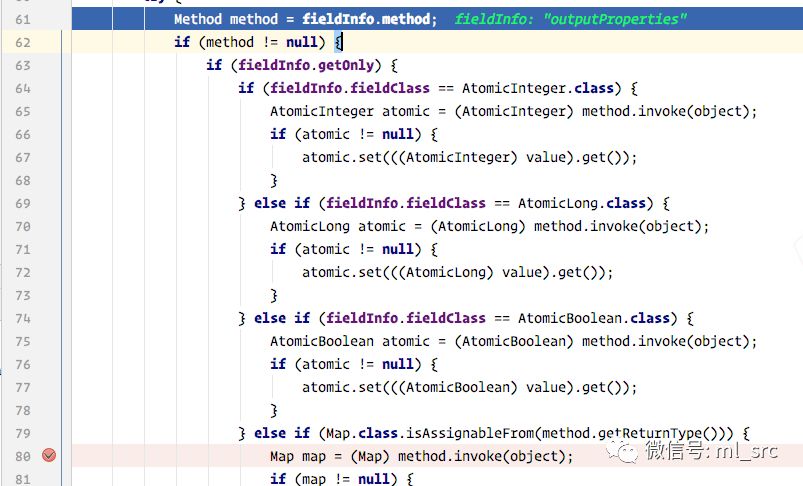 61 Method method = fieldInfo.method; fieldInfo: "outputProperties"
62 if (method != null) {
63 if (fieldInfo.getOnly) {
64 if (fieldInfo.fieldClass == AtomicInteger.class) {
65 AtomicInteger atomic = (AtomicInteger) method.invoke(object);
66 if (atomic != null) {
67 atomic.set(((AtomicInteger) value).get());
68 }
69 } else if (fieldInfo.fieldClass == AtomicLong.class) {
70 AtomicLong atomic = (AtomicLong) method.invoke(object);
71 if (atomic != null) {
72 atomic.set(((AtomicLong) value).get());
73 }
74 } else if (fieldInfo.fieldClass == AtomicBoolean.class) {
75 AtomicBoolean atomic = (AtomicBoolean) method.invoke(object);
76 if (atomic != null) {
77 atomic.set(((AtomicBoolean) value).get());
78 }
79 } else if (Map.class.isAssignableFrom(method.getReturnType())) {
80 Map map = (Map) method.invoke(object);
微信号: ml_src
81 if (map != null) {